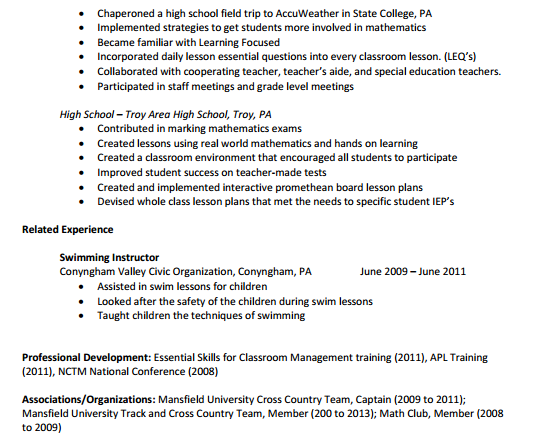 • Chaperoned a high school field trip to AccuWeather in State College, PA
• Implemented strategies to get students more involved in mathematics
• Became familiar with Learning Focused
• Incorporated daily lesson essential questions into every classroom lesson. (LEQ's)
• Collaborated with cooperating teacher, teacher's aide, and special education teachers.
• Participated in staff meetings and grade level meetings
High School – Troy Area High School, Troy, PA
• Contributed in marking mathematics exams
• Created lessons using real world mathematics and hands on learning
• Created a classroom environment that encouraged all students to participate
• Improved student success on teacher-made tests
• Created and implemented interactive promethean board lesson plans
• Devised whole class lesson plans that met the needs to specific student IEP's
Related Experience
Swimming Instructor
Conyngham Valley Civic Organization, Conyngham, PA June 2009 – June 2011
• Assisted in swim lessons for children
• Looked after the safety of the children during swim lessons
• Taught children the techniques of swimming
Professional Development: Essential Skills for Classroom Management training (2011), APL Training
(2011), NCTM National Conference (2008)
Associations/Organizations: Mansfield University Cross Country Team, Captain (2009 to 2011);
Mansfield University Track and Cross Country Team, Member (200 to 2013); Math Club, Member (2008
to 2009)